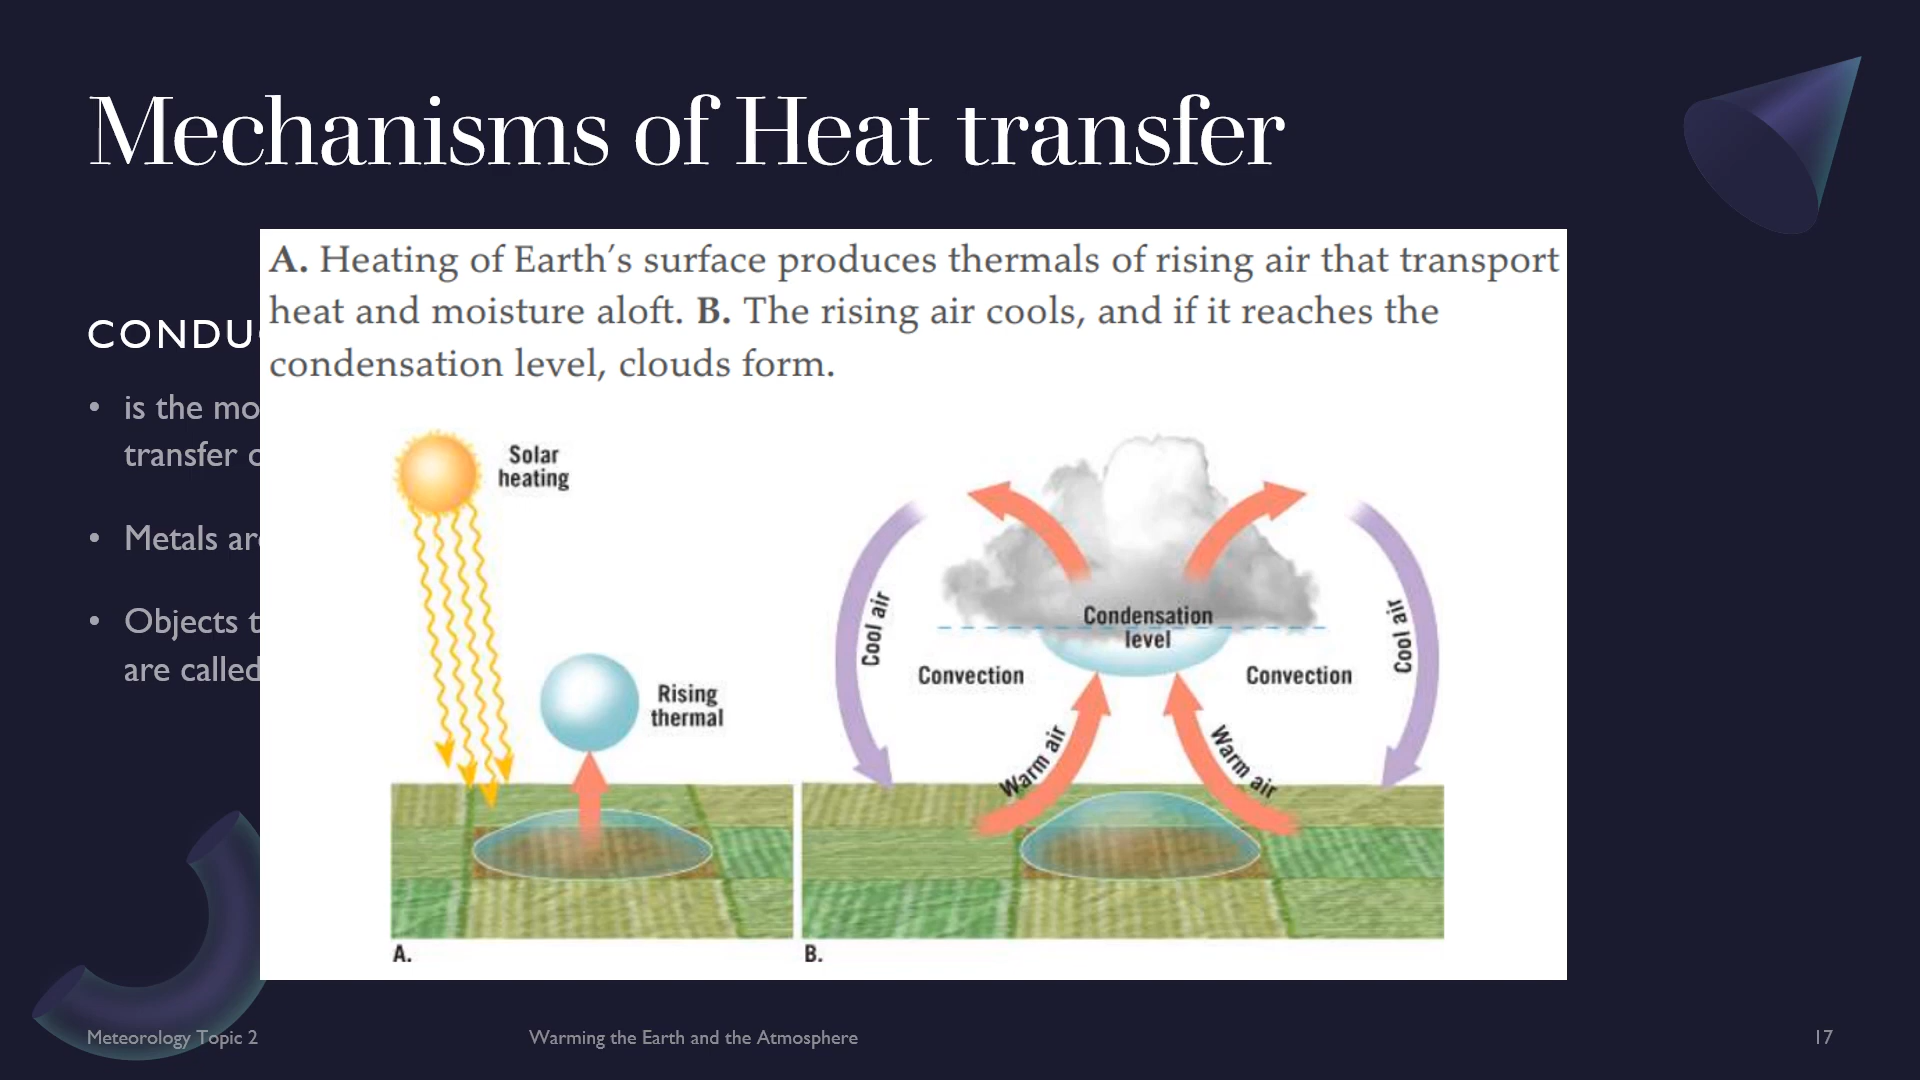 Mechanisms of Heat transfer
A. Heating of Earth's surface produces thermals of rising air that transport
heat and moisture aloft. B. The rising air cools, and if it reaches the
condensation level, clouds form.
• is the
transfer
• Metals
• Objects
are called
Solar
heating
Rising
thermal
A.
Cool air
Condensation
level
Convection
Convection
Cool air
Warm air
Warm air
B.
Meteorology Topic 2
Warming the Earth and the Atmosphere
17